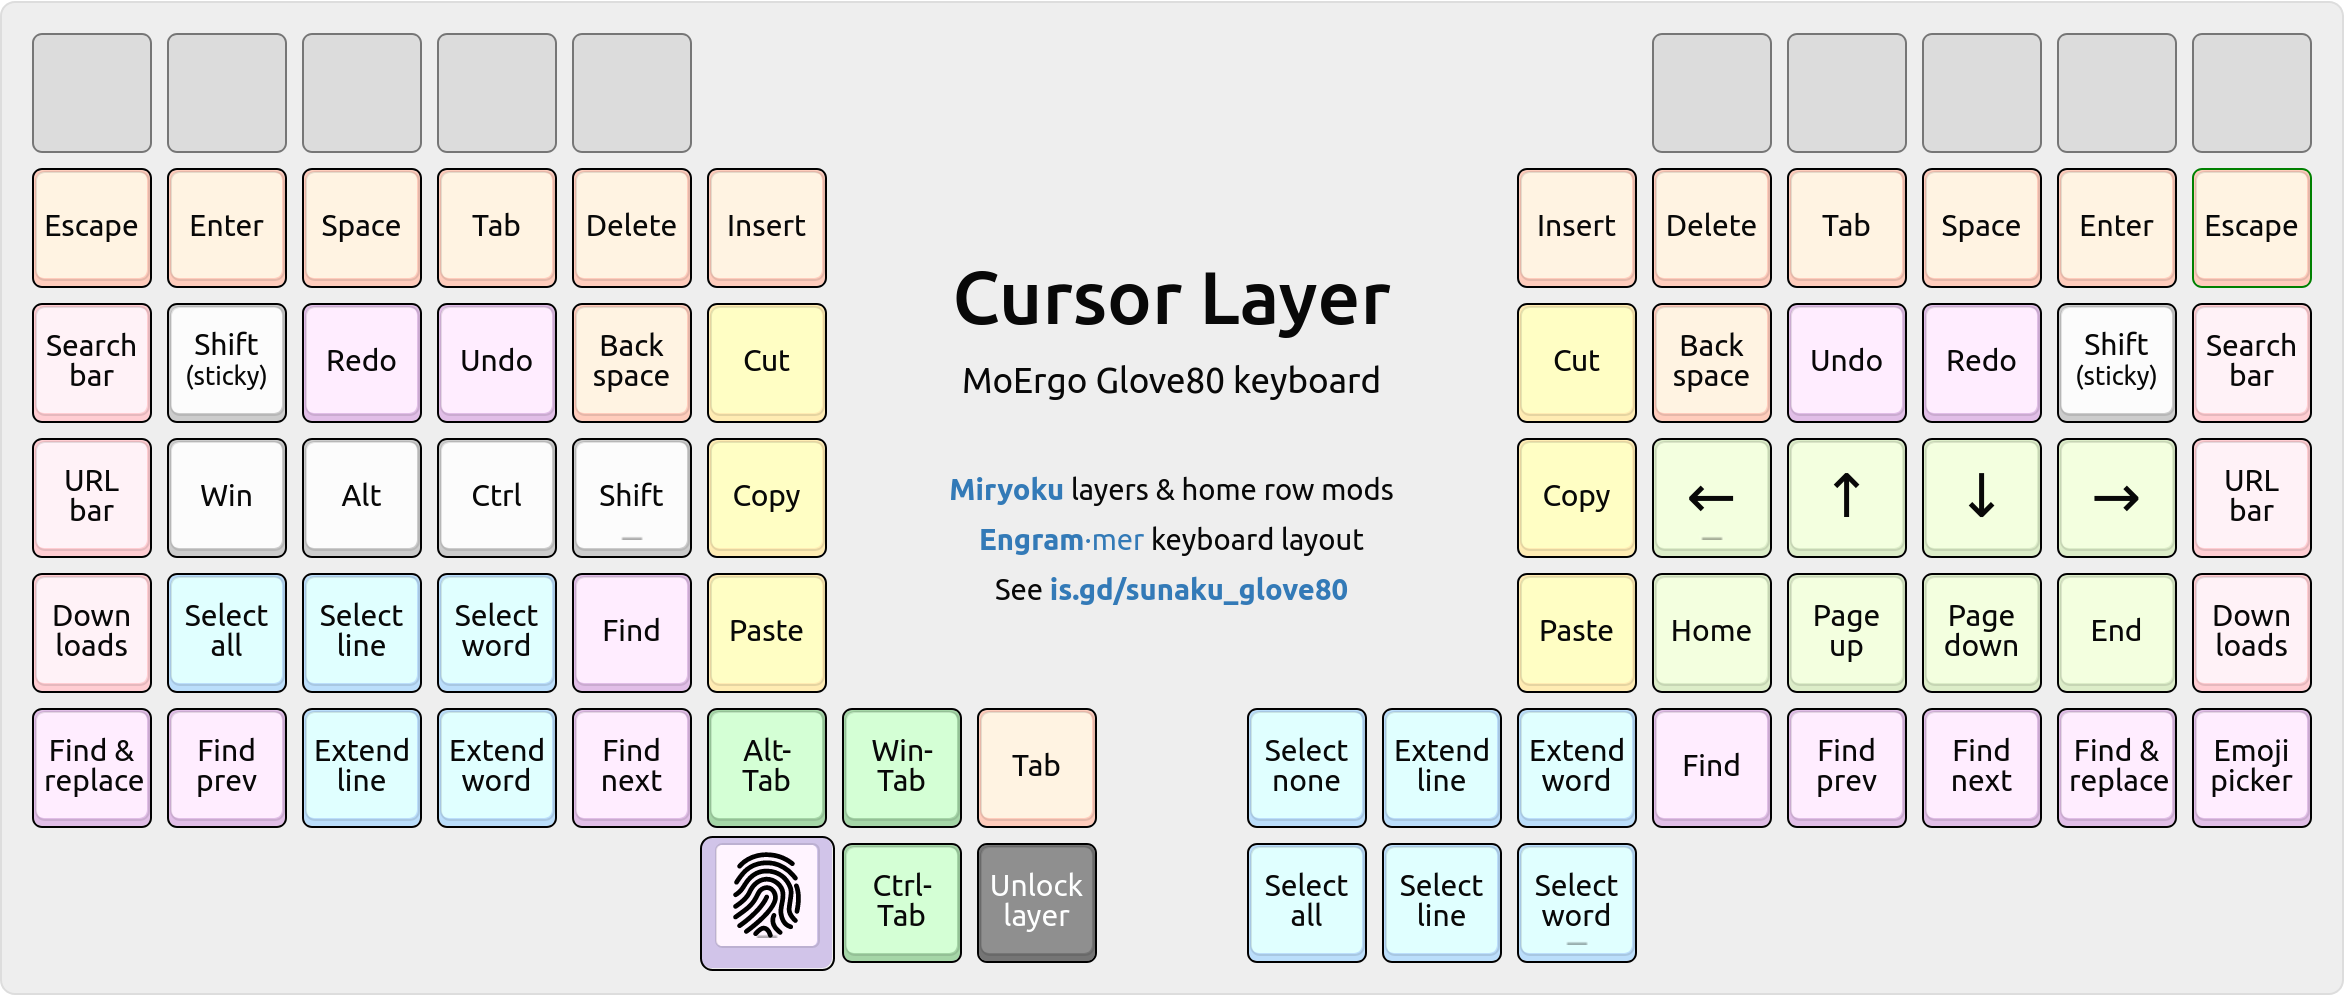 Escape Enter Space Tab Delete Insert
Insert Delete Tab Space Enter Escape
Cursor Layer
MoErgo Glove80 keyboard
Search
bar
Shift
(sticky)
Redo
Undo
Back
space
Cut
Cut
Back
space
Undo
Redo
Shift
(sticky)
Search
bar
URL
bar
Win
Alt
Ctrl
Shift
Copy
Miryoku layers & home row mods
Engram·mer keyboard layout
See is.gd/sunaku_glove80
Copy
←
↑
↓
→
URL
bar
Down
loads
Select
all
Select
line
Select
word
Find
Paste
Paste
Home
Page
up
Page
down
End
Down
loads
Find &
replace
Find
prev
Extend
line
Extend
word
Find
next
Alt-
Tab
Win-
Tab
Tab
Select
none
Extend
line
Extend
word
Find
Find
prev
Find
next
Find &
replace
Emoji
picker
Ctrl-
Tab
Unlock
layer
Select
all
Select
line
Select
word